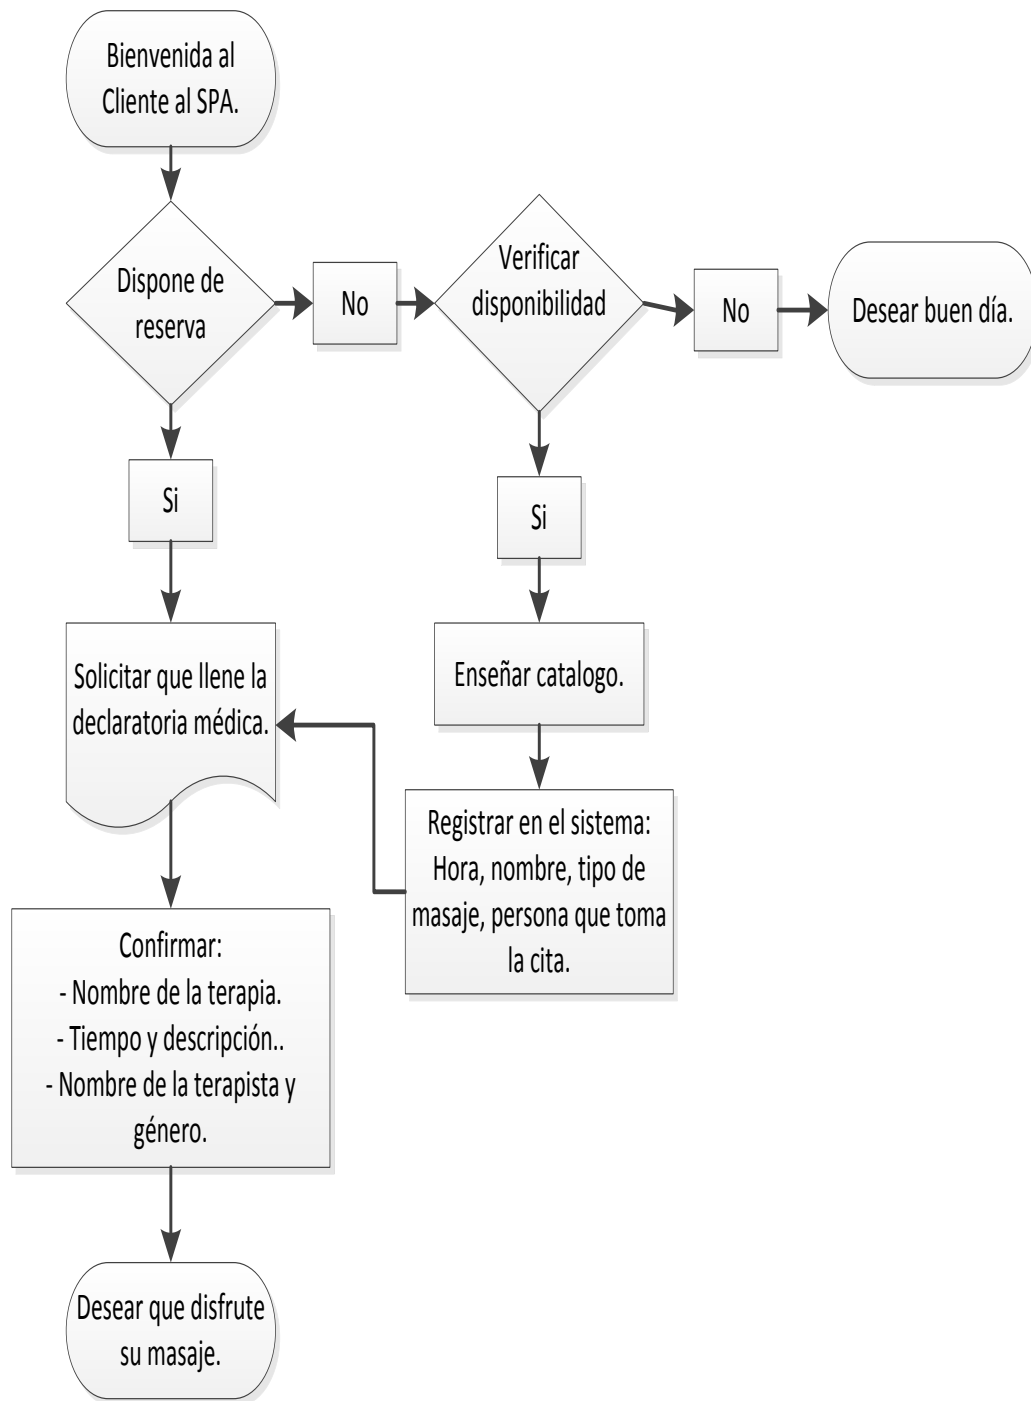 Bienvenida al
Cliente al SPA.
Dispone de
reserva
No
Verificar
disponibilidad
No
Desear buen día.
Si
Si
Solicitar que llene la
declaratoria médica.
Enseñar catalogo.
Registrar en el sistema:
Hora, nombre, tipo de
masaje, persona que toma
la cita.
Confirmar:
- Nombre de la terapia.
- Tiempo y descripción..
- Nombre de la terapista y
género.
Desear que disfrute
su masaje.